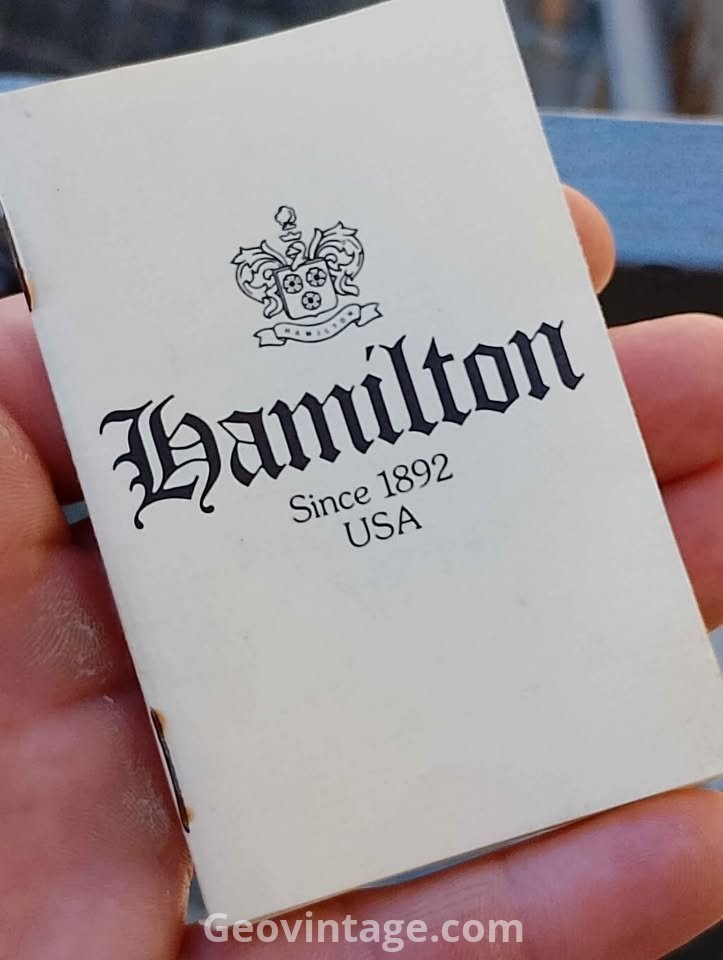 HAMILTON
Hamilton
Since 1892
USA
Geovintage.com